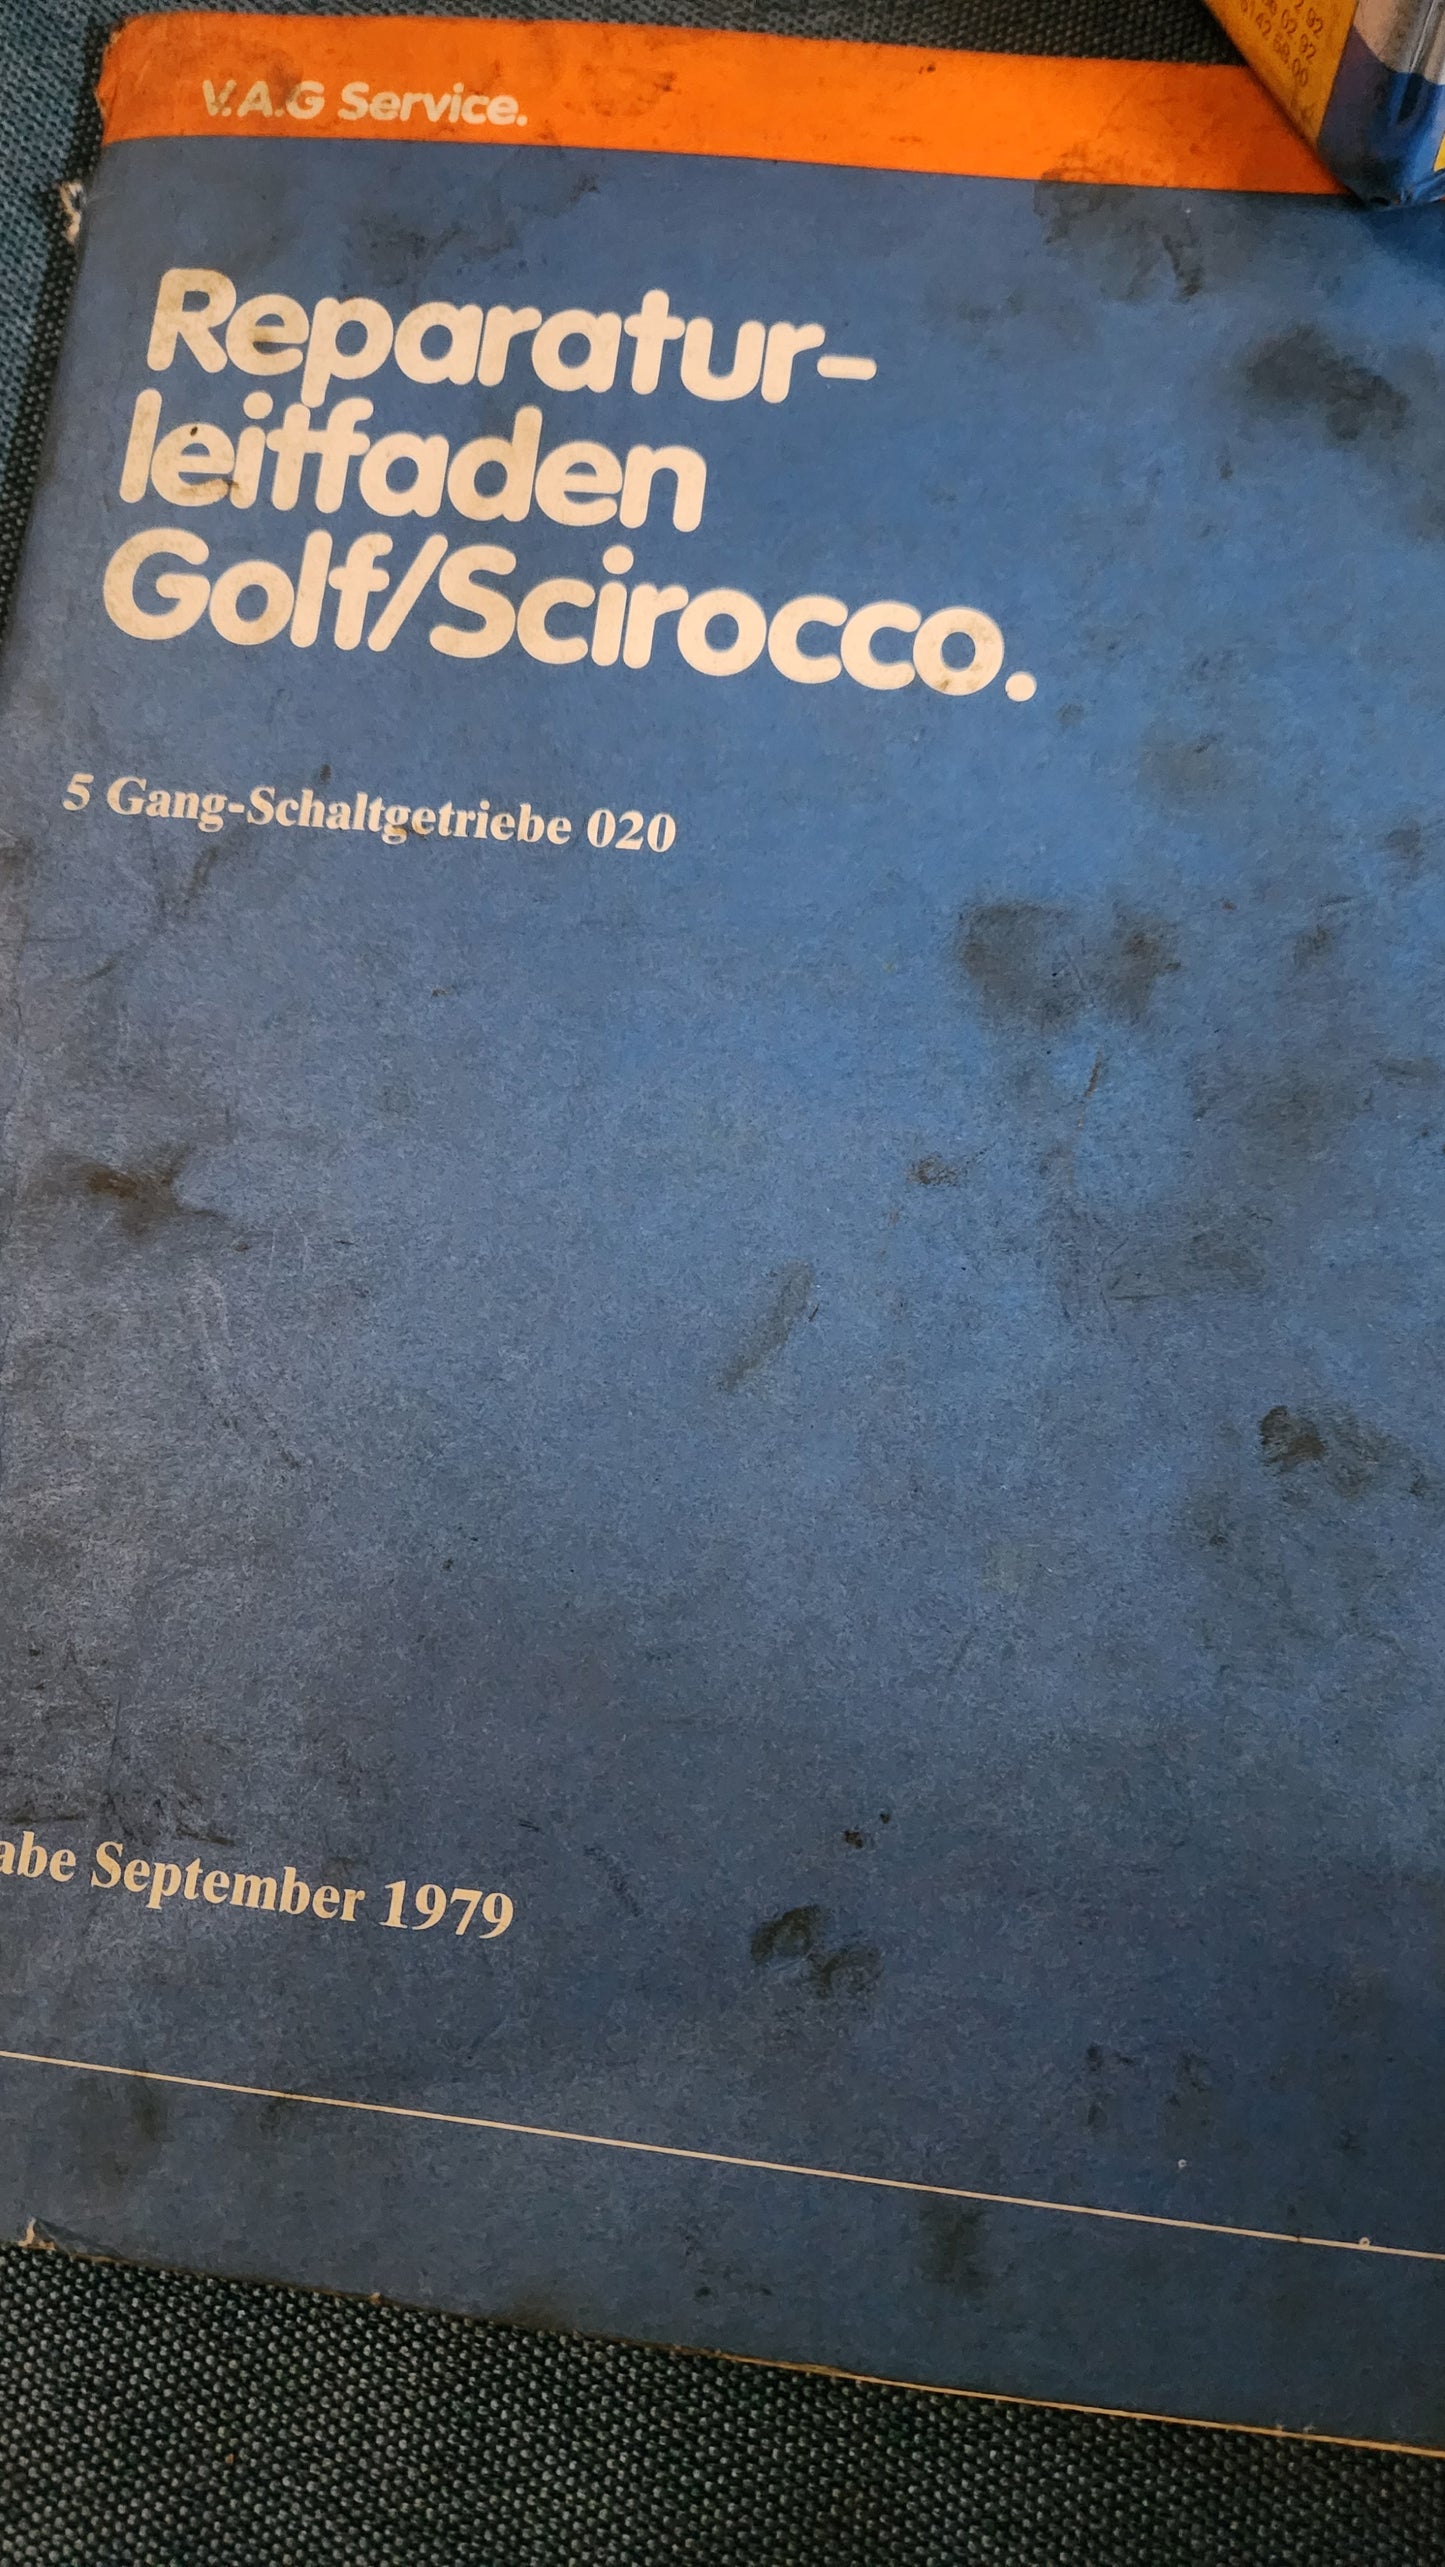 V.A.G Service.
Reparatur-
leitfaden
Golf/Scirocco.
5 Gang-Schaltgetriebe 020
abe September 1979